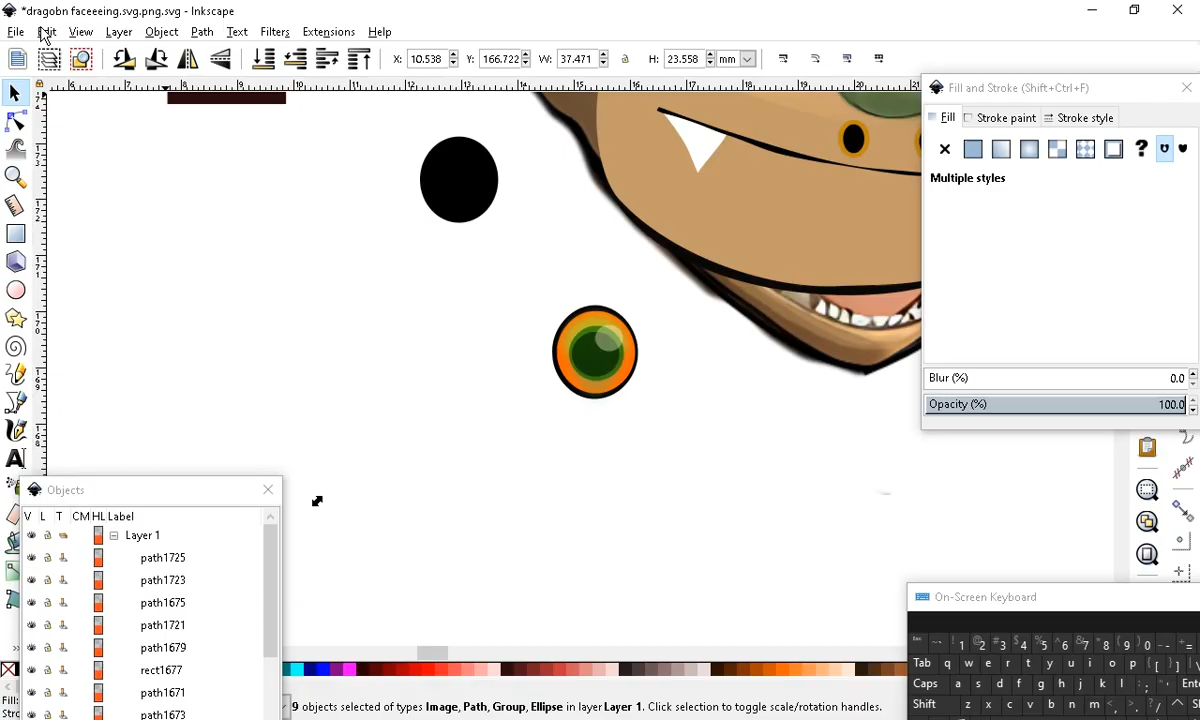 *dragobn faceeeing.svg.png.svg - Inkscape
File Edit View Layer Object Path Text Filters Extensions Help
X: 10.538 Y: 166.722 W: 37.471 H: 23.558 mm
Fill and Stroke (Shift+Ctrl+F)
Fill Stroke paint Stroke style
Multiple styles
Blur (%) 0.0
Opacity (%) 100.0
Objects
V L T CM HL Label
Layer 1
path1725
path1723
path1675
path1721
path1679
rect1677
path1671
path1673
On-Screen Keyboard
Tab q w e r t y u i o p [ ] \
Caps a s d f g h j k l ; ' Ente
Shift z x c v b n m < , > . ? /
Fill:
Stro
9 objects selected of types Image, Path, Group, Ellipse in layer Layer 1. Click selection to toggle scale/rotation handles.